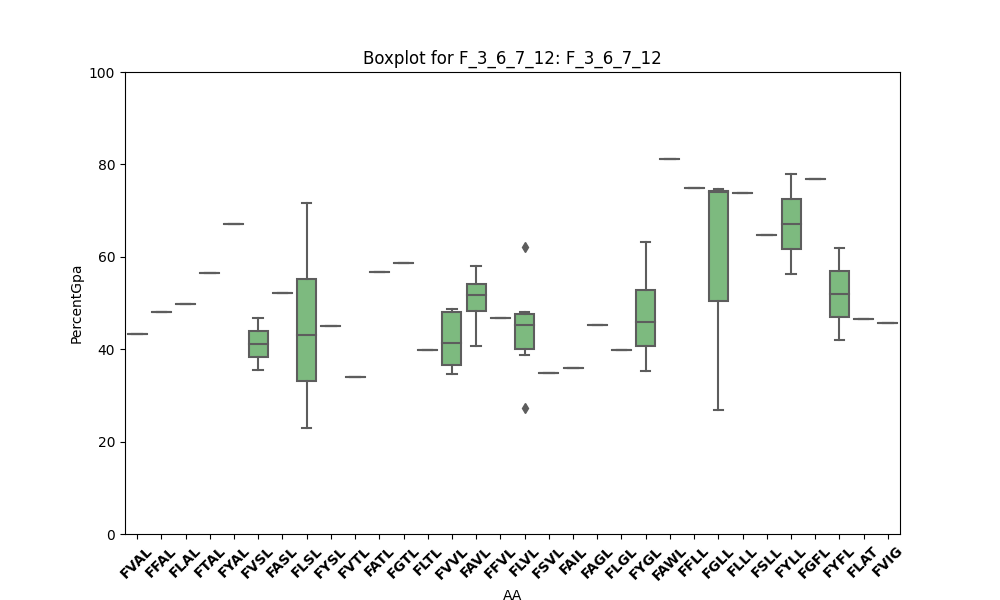 Boxplot for F_3_6_7_12: F_3_6_7_12
100
80
60
40
20
0
PercentGpa
FVAL FFAL FLAL FTAL FYAL FVSL FASL FLSL FYSL FVTL FATL FGTL FLTL FVVL FAVL FFVL FLVL FSVL FAIL FAGL FLGL FYGL FAWL FFLL FGLL FLLL FSLL FYLL FGFL FYFL FLAT FVIG
AA